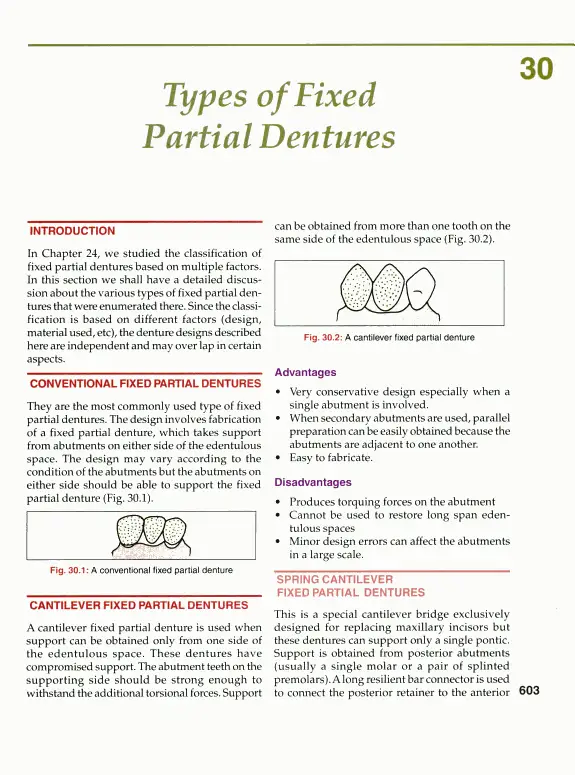 30
Types of Fixed
Partial Dentures
INTRODUCTION
In Chapter 24, we studied the classification of
fixed partial dentures based on multiple factors.
In this section we shall have a detailed discus-
sion about the various types of fixed partial den-
tures that were enumerated there. Since the classi-
fication is based on different factors (design,
material used, etc), the denture designs described
here are independent and may over lap in certain
aspects.
CONVENTIONAL FIXED PARTIAL DENTURES
They are the most commonly used type of fixed
partial dentures. The design involves fabrication
of a fixed partial denture, which takes support
from abutments on either side of the edentulous
space. The design may vary according to the
condition of the abutments but the abutments on
either side should be able to support the fixed
partial denture (Fig. 30.1).
Fig. 30.1: A conventional fixed partial denture
CANTILEVER FIXED PARTIAL DENTURES
A cantilever fixed partial denture is used when
support can be obtained only from one side of
the edentulous space. These dentures have
compromised support. The abutment teeth on the
supporting side should be strong enough to
withstand the additional torsional forces. Support
can be obtained from more than one tooth on the
same side of the edentulous space (Fig. 30.2).
Fig. 30.2: A cantilever fixed partial denture
Advantages
• Very conservative design especially when a
single abutment is involved.
• When secondary abutments are used, parallel
preparation can be easily obtained because the
abutments are adjacent to one another.
• Easy to fabricate.
Disadvantages
• Produces torquing forces on the abutment
• Cannot be used to restore long span eden-
tulous spaces
• Minor design errors can affect the abutments
in a large scale.
SPRING CANTILEVER
FIXED PARTIAL DENTURES
This is a special cantilever bridge exclusively
designed for replacing maxillary incisors but
these dentures can support only a single pontic.
Support is obtained from posterior abutments
(usually a single molar or a pair of splinted
premolars). A long resilient bar connector is used
to connect the posterior retainer to the anterior
603